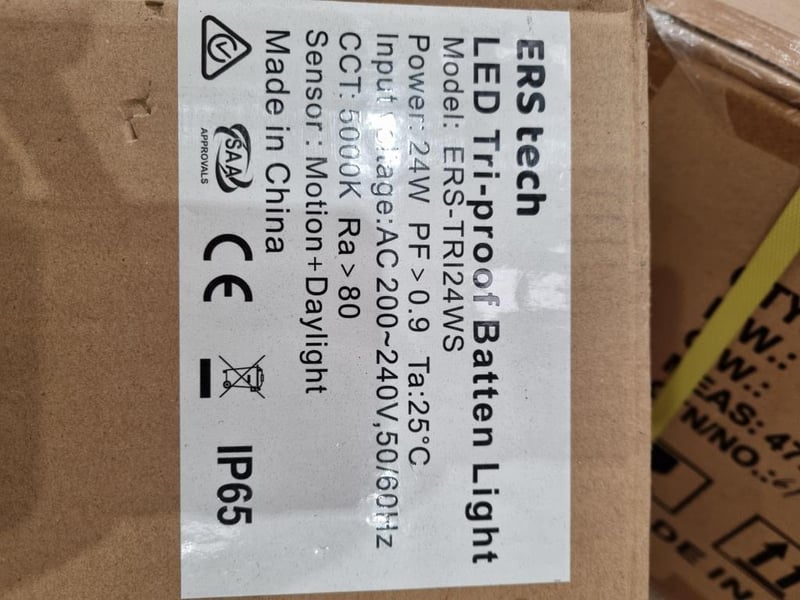 ERS tech
LED Tri-proof Batten Light
Model: ERS-TRI24WS
Power: 24W PF>0.9 Ta:25°C
Input Voltage:AC 200~240V,50/60Hz
CCT: 5000K Ra>80
Sensor: Motion+Daylight
Made in China
SAA
APPROVALS
CE
IP65
MEAS: 47